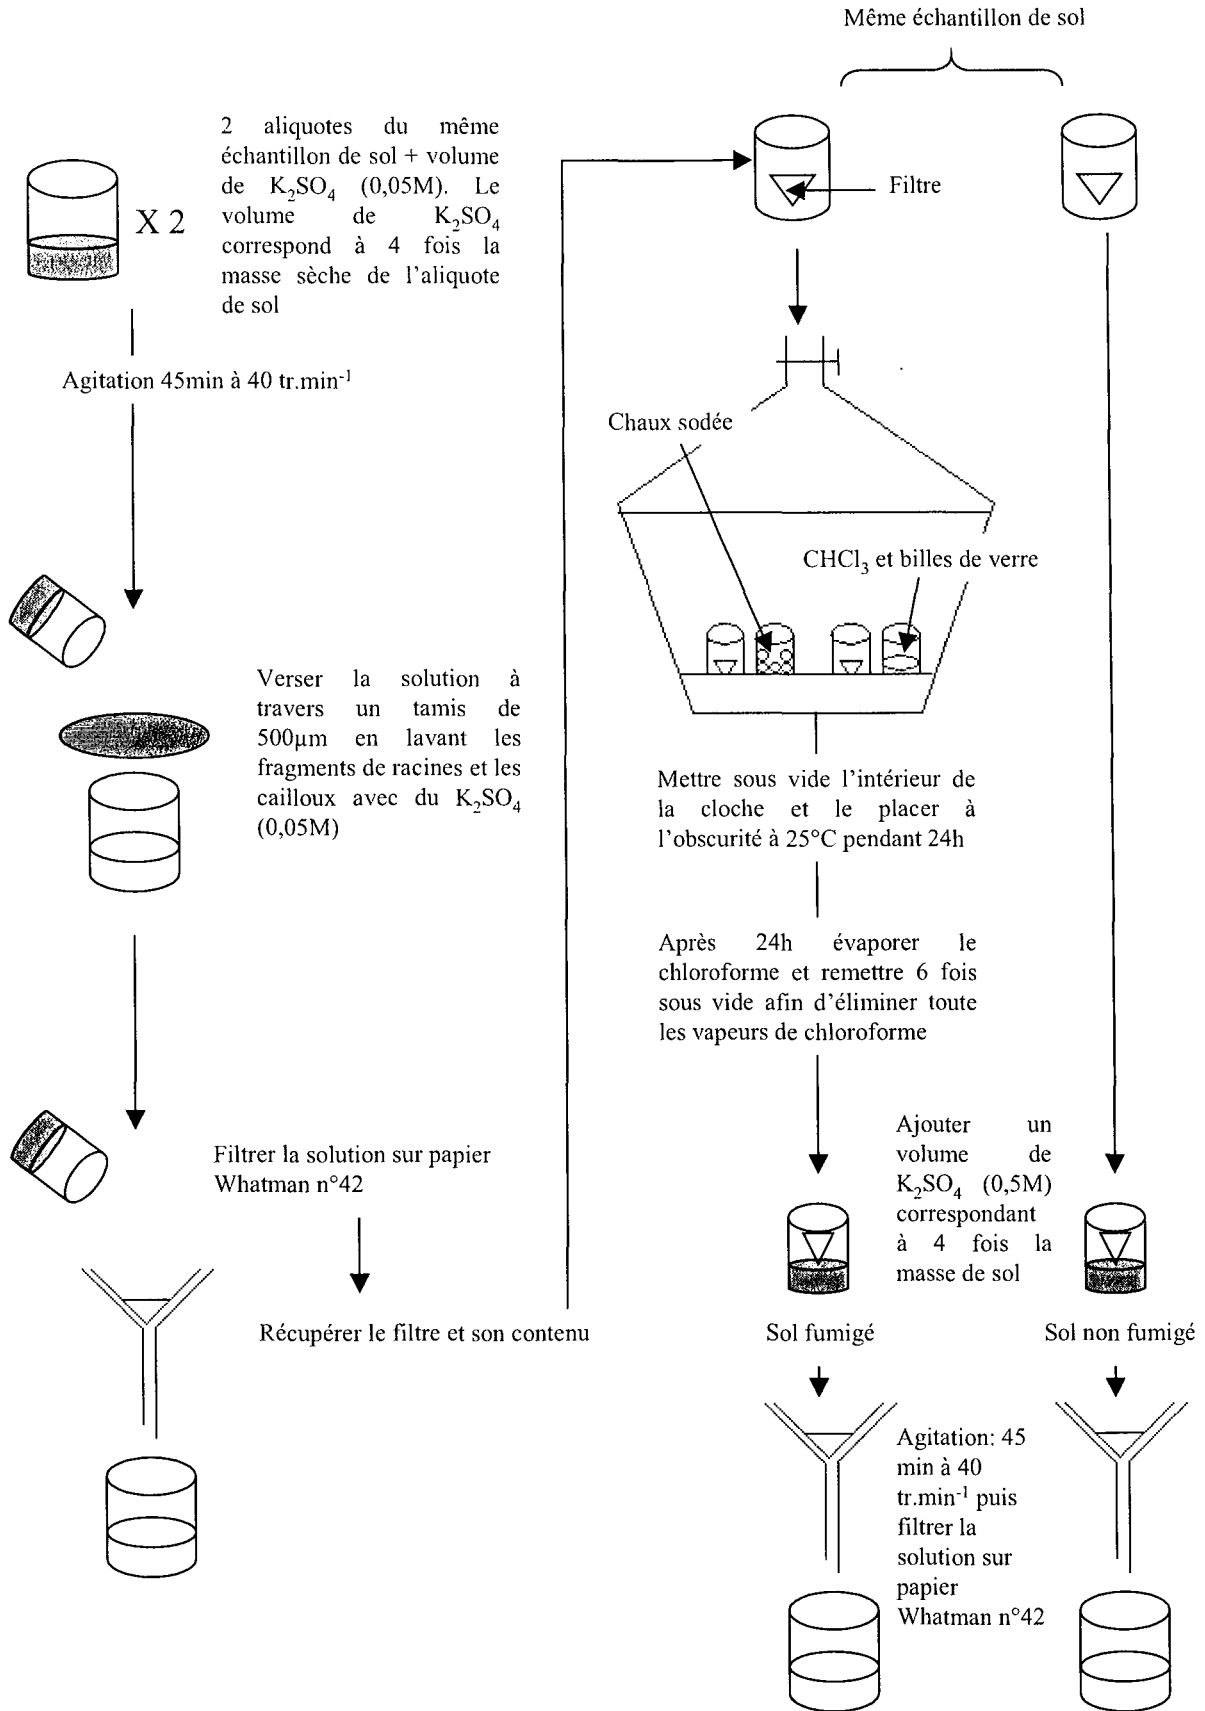 2 aliquotes du même
échantillon de sol + volume
de K₂SO₄ (0,05M). Le
volume de K₂SO₄
correspond à 4 fois la
masse sèche de l'aliquote
de sol
X 2
Agitation 45min à 40 tr.min⁻¹
Verser la solution à
travers un tamis de
500µm en lavant les
fragments de racines et les
cailloux avec du K₂SO₄
(0,05M)
Filtrer la solution sur papier
Whatman n°42
Récupérer le filtre et son contenu
Même échantillon de sol
Filtre
Chaux sodée
CHCl₃ et billes de verre
Mettre sous vide l'intérieur de
la cloche et le placer à
l'obscurité à 25°C pendant 24h
Après 24h évaporer le
chloroforme et remettre 6 fois
sous vide afin d'éliminer toute
les vapeurs de chloroforme
Ajouter un
volume de
K₂SO₄ (0,5M)
correspondant
à 4 fois la
masse de sol
Sol fumigé
Sol non fumigé
Agitation: 45
min à 40
tr.min⁻¹ puis
filtrer la
solution sur
papier
Whatman n°42